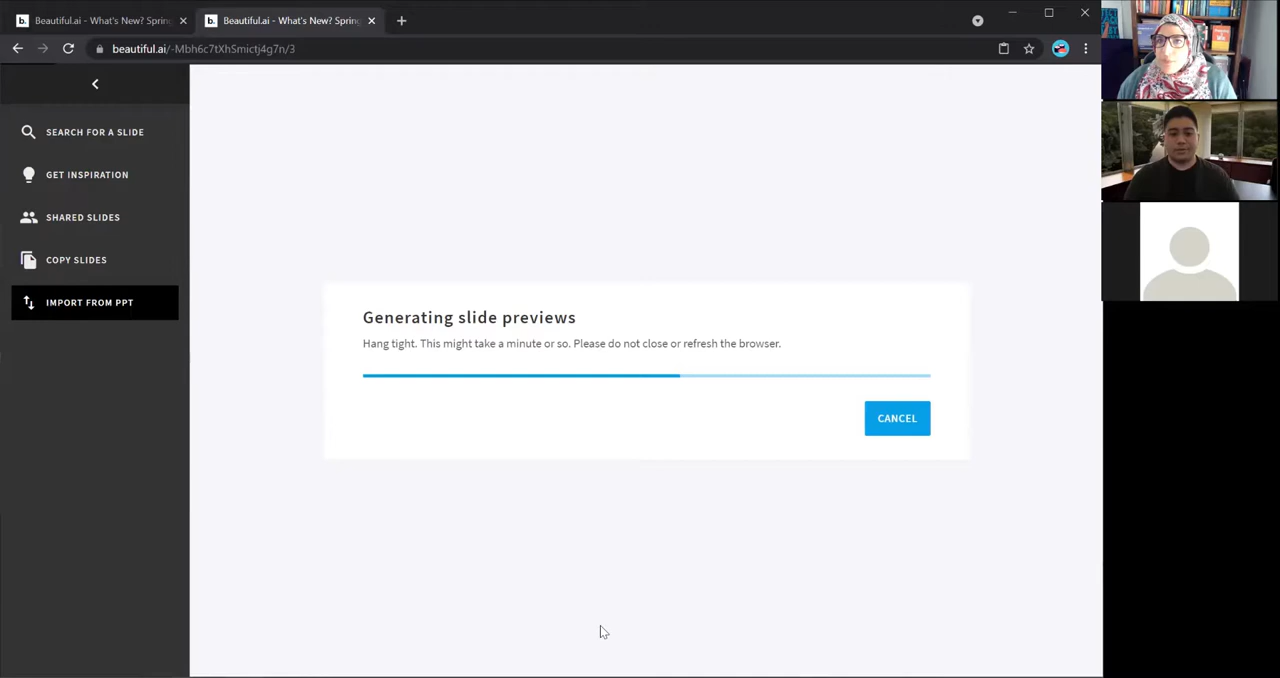 b. Beautiful.ai - What's New? Spring
b. Beautiful.ai - What's New? Spring
beautiful.ai/-Mbh6c7tXhSmictj4g7n/3
SEARCH FOR A SLIDE
GET INSPIRATION
SHARED SLIDES
COPY SLIDES
IMPORT FROM PPT
Generating slide previews
Hang tight. This might take a minute or so. Please do not close or refresh the browser.
CANCEL